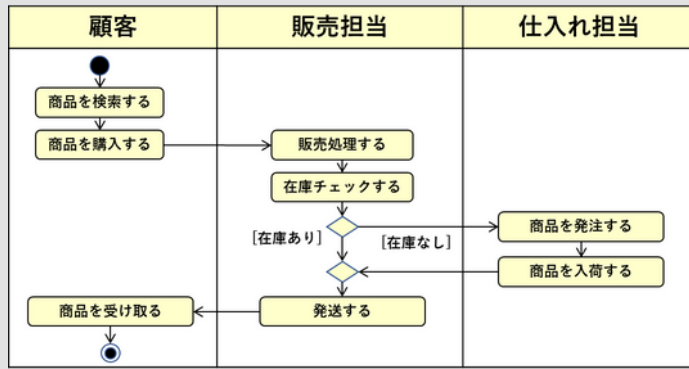 顧客
販売担当
仕入れ担当
商品を検索する
商品を購入する
販売処理する
在庫チェックする
[在庫あり]
[在庫なし]
商品を発注する
商品を入荷する
発送する
商品を受け取る